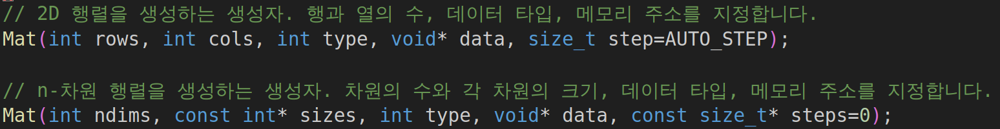 // 2D 행렬을 생성하는 생성자. 행과 열의 수, 데이터 타입, 메모리 주소를 지정합니다.
Mat(int rows, int cols, int type, void* data, size_t step=AUTO_STEP);
// n-차원 행렬을 생성하는 생성자. 차원의 수와 각 차원의 크기, 데이터 타입, 메모리 주소를 지정합니다.
Mat(int ndims, const int* sizes, int type, void* data, const size_t* steps=0);